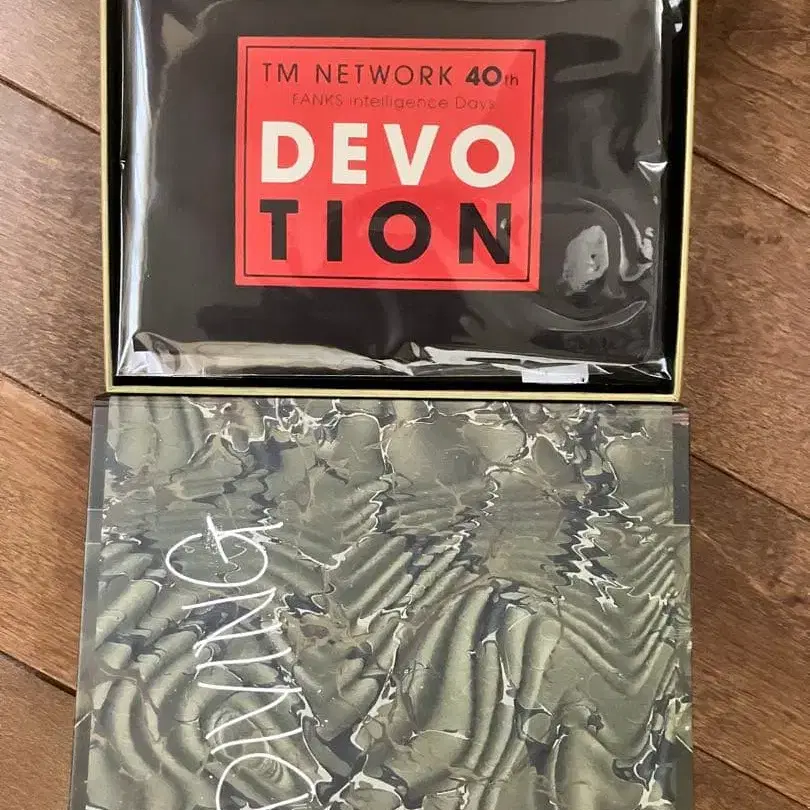 TM NETWORK 40th
FANKS intelligence Days
DEVO
TION